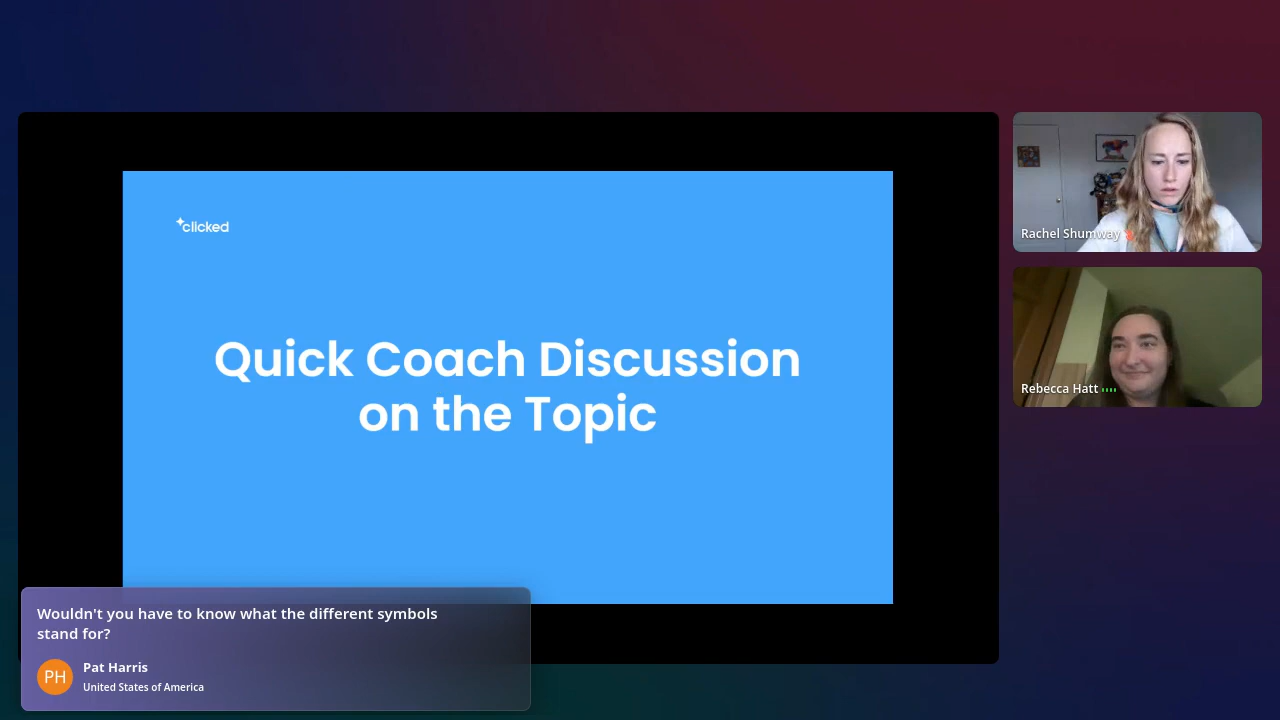 clicked
Quick Coach Discussion
on the Topic
Rachel Shumway
Rebecca Hatt
Wouldn't you have to know what the different symbols
stand for?
PH
Pat Harris
United States of America